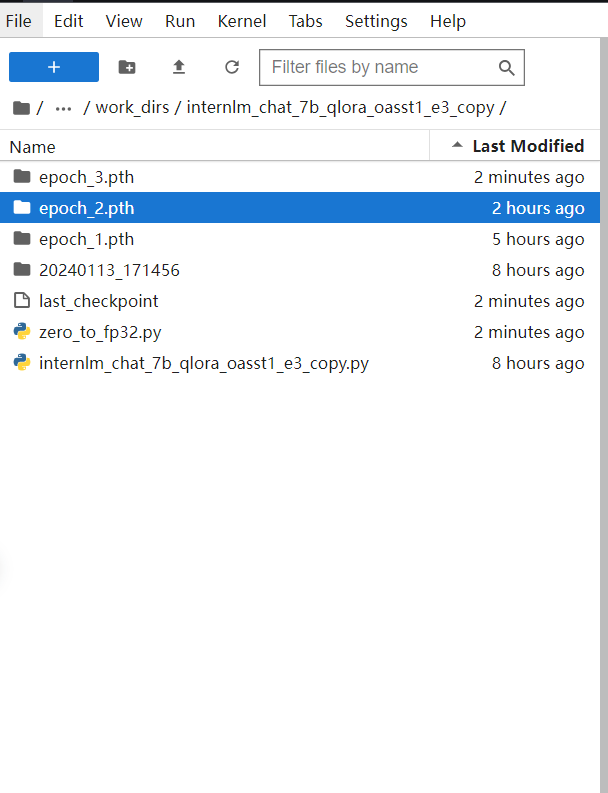 File Edit View Run Kernel Tabs Settings Help
+ Filter files by name
/ ··· / work_dirs / internlm_chat_7b_qlora_oasst1_e3_copy /
Name Last Modified
epoch_3.pth 2 minutes ago
epoch_2.pth 2 hours ago
epoch_1.pth 5 hours ago
20240113_171456 8 hours ago
last_checkpoint 2 minutes ago
zero_to_fp32.py 2 minutes ago
internlm_chat_7b_qlora_oasst1_e3_copy.py 8 hours ago